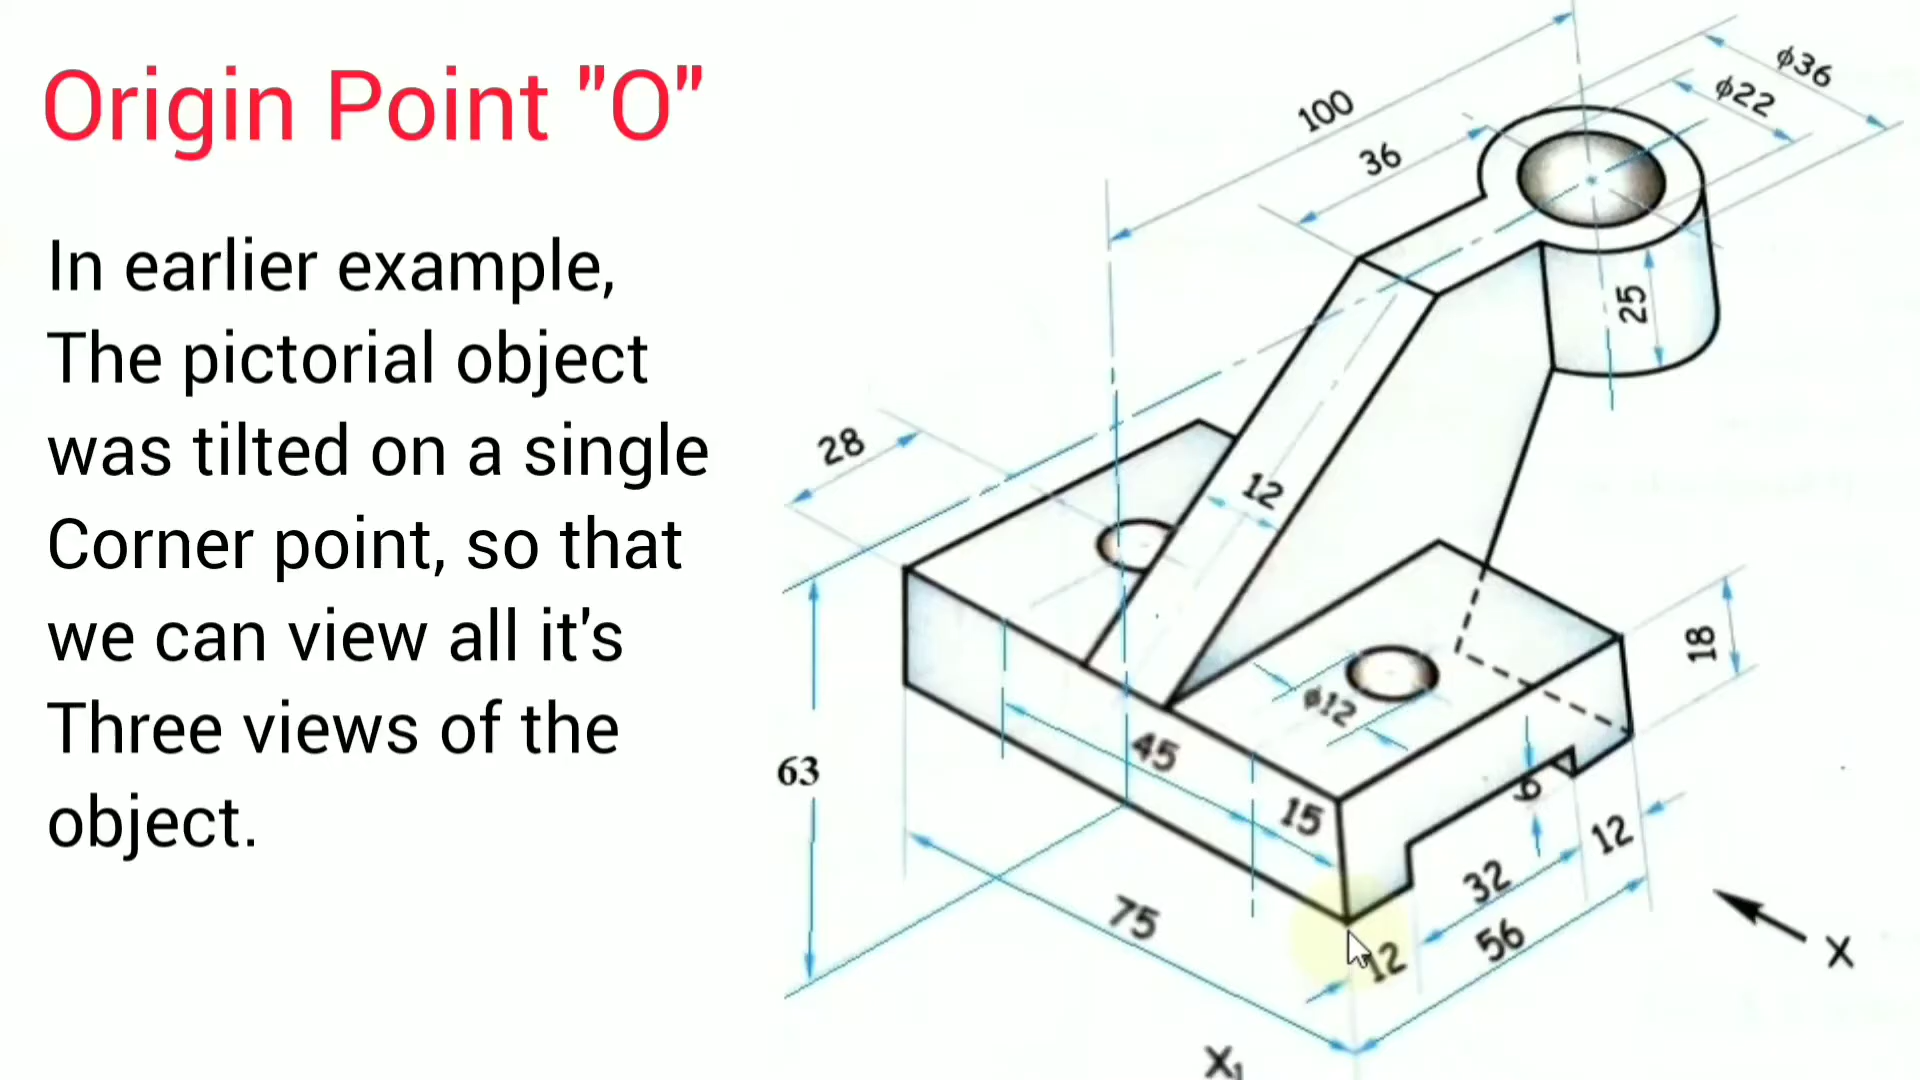 Origin Point "O"
In earlier example,
The pictorial object
was tilted on a single
Corner point, so that
we can view all it's
Three views of the
object.
100
36
ϕ36
ϕ22
25
28
12
18
ϕ12
45
15
63
6
12
32
56
75
12
X
X₁